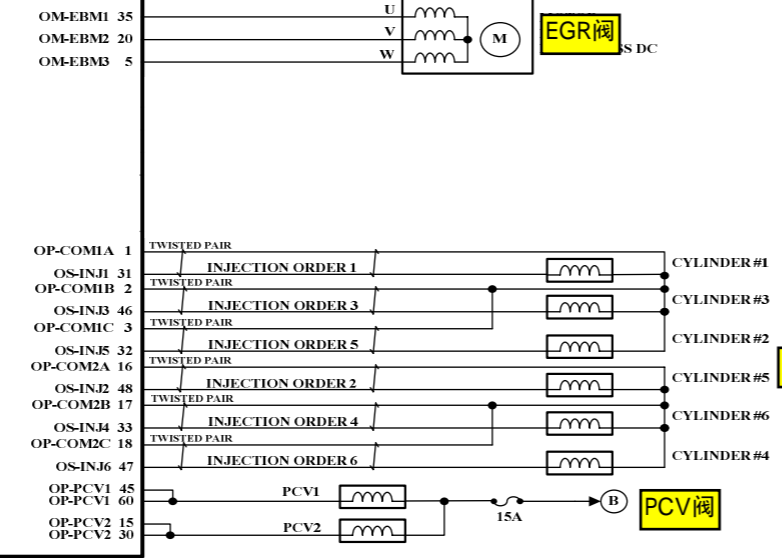 OM-EBM1 35
U
OM-EBM2 20
V
M
EGR阀
S DC
OM-EBM3 5
W
OP-COM1A 1
TWISTED PAIR
CYLINDER #1
OS-INJ1 31
INJECTION ORDER 1
OP-COM1B 2
TWISTED PAIR
CYLINDER #3
OS-INJ3 46
INJECTION ORDER 3
OP-COM1C 3
TWISTED PAIR
CYLINDER #2
OS-INJ5 32
INJECTION ORDER 5
OP-COM2A 16
TWISTED PAIR
CYLINDER #5
OS-INJ2 48
INJECTION ORDER 2
OP-COM2B 17
TWISTED PAIR
CYLINDER #6
OS-INJ4 33
INJECTION ORDER 4
OP-COM2C 18
TWISTED PAIR
CYLINDER #4
OS-INJ6 47
INJECTION ORDER 6
OP-PCV1 45
OP-PCV1 60
PCV1
15A
B
PCV阀
OP-PCV2 15
OP-PCV2 30
PCV2